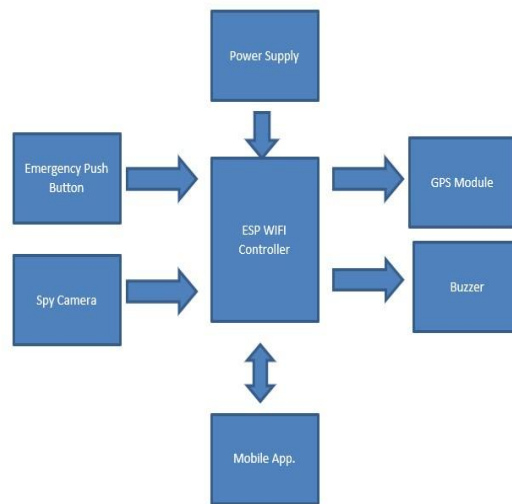 Power Supply
Emergency Push
Button
ESP WIFI
Controller
GPS Module
Spy Camera
Buzzer
Mobile App.